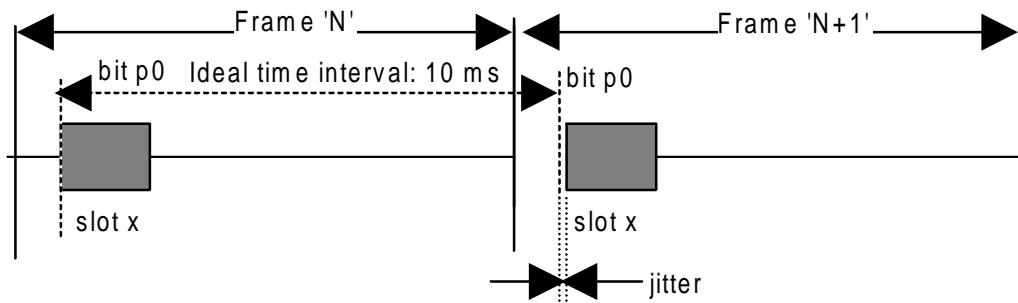 Frame 'N' Frame 'N+1'
bit p0 Ideal time interval: 10 ms bit p0
slot x slot x
jitter